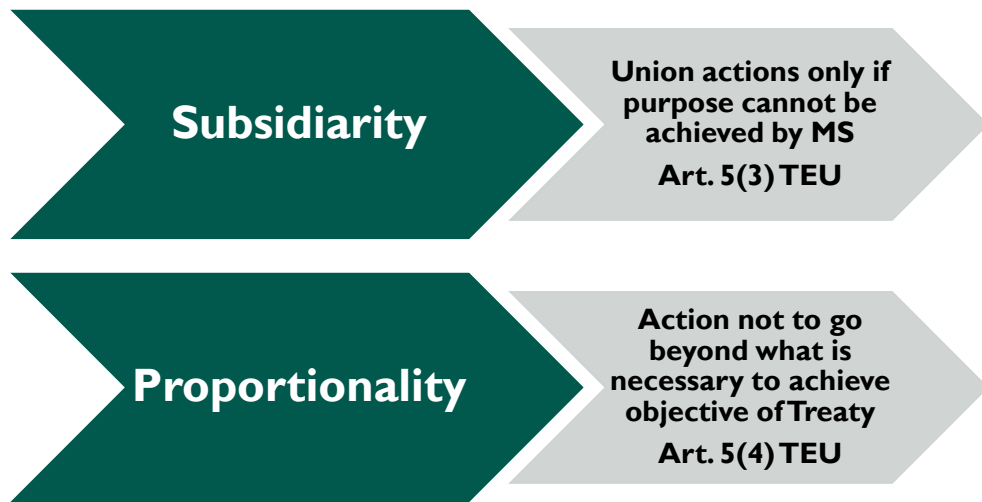 Subsidiarity
Union actions only if
purpose cannot be
achieved by MS
Art. 5(3) TEU
Proportionality
Action not to go
beyond what is
necessary to achieve
objective of Treaty
Art. 5(4) TEU